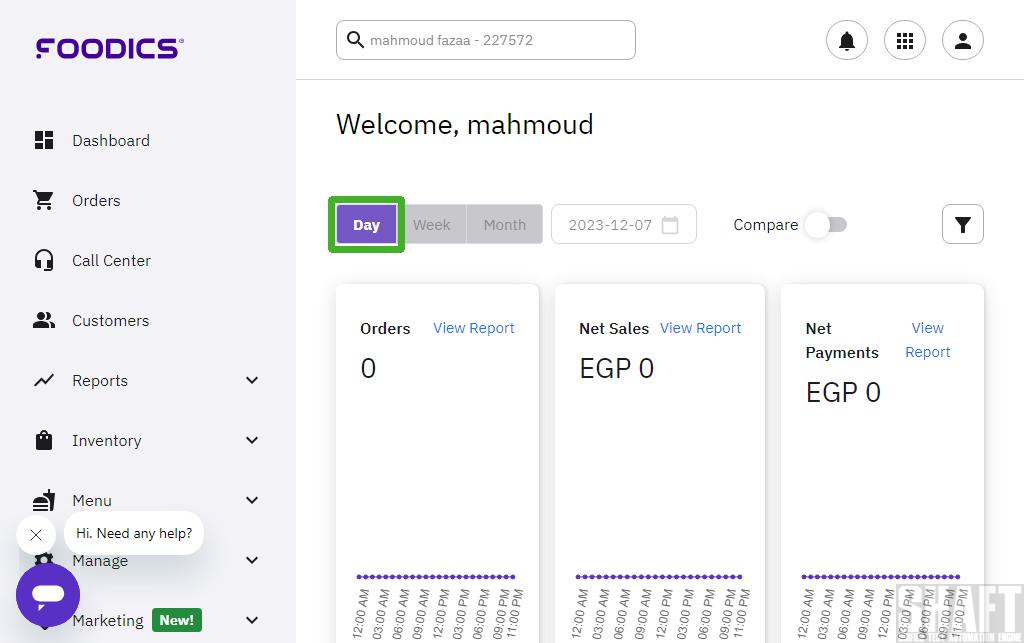 FOODICS
mahmoud fazaa - 227572
Dashboard
Orders
Call Center
Customers
Reports
Inventory
Menu
Hi. Need any help?
Manage
Marketing New!
Welcome, mahmoud
Day Week Month 2023-12-07 Compare
Orders View Report
0
Net Sales View Report
EGP 0
Net Payments
View Report
EGP 0
12:00 AM 03:00 AM 06:00 AM 09:00 AM 12:00 PM 03:00 PM 06:00 PM 09:00 PM 11:00 PM
12:00 AM 03:00 AM 06:00 AM 09:00 AM 12:00 PM 03:00 PM 06:00 PM 09:00 PM 11:00 PM
12:00 AM 03:00 AM 06:00 AM 09:00 AM 12:00 PM 03:00 PM 06:00 PM 09:00 PM 11:00 PM
SHAFT